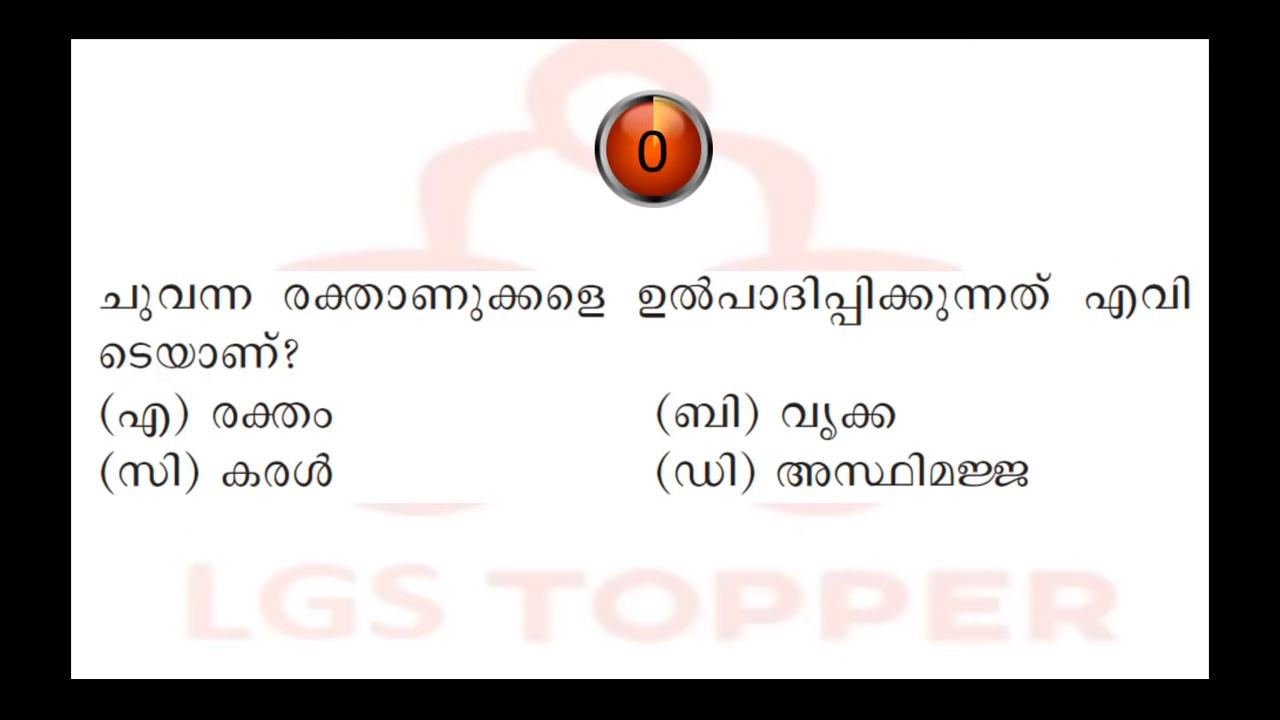 0
ചുവന്ന രക്താണുക്കളെ ഉൽപാദിപ്പിക്കുന്നത് എവി
ടെയാണ്?
(എ) രക്തം (ബി) വൃക്ക
(സി) കരൾ (ഡി) അസ്ഥിമജ്ജ
LGS TOPPER